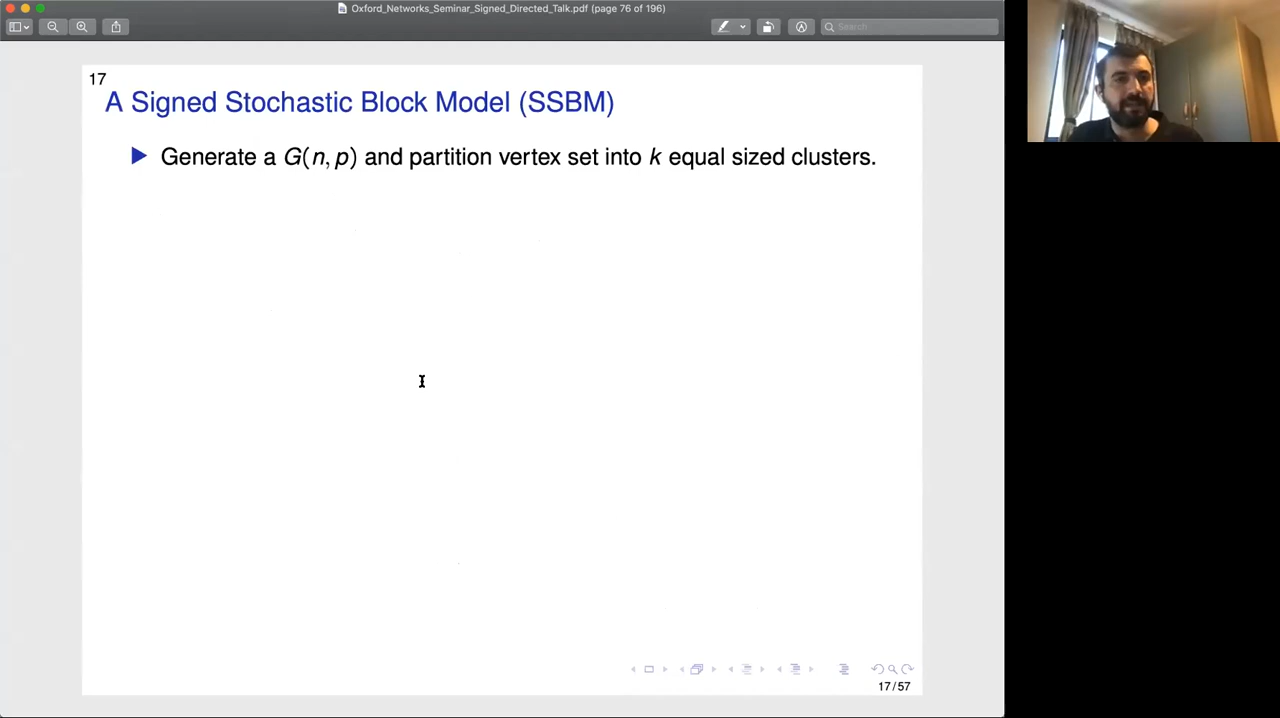 Oxford_Networks_Seminar_Signed_Directed_Talk.pdf (page 76 of 196)
Search
17
A Signed Stochastic Block Model (SSBM)
Generate a G(n, p) and partition vertex set into k equal sized clusters.
17/57